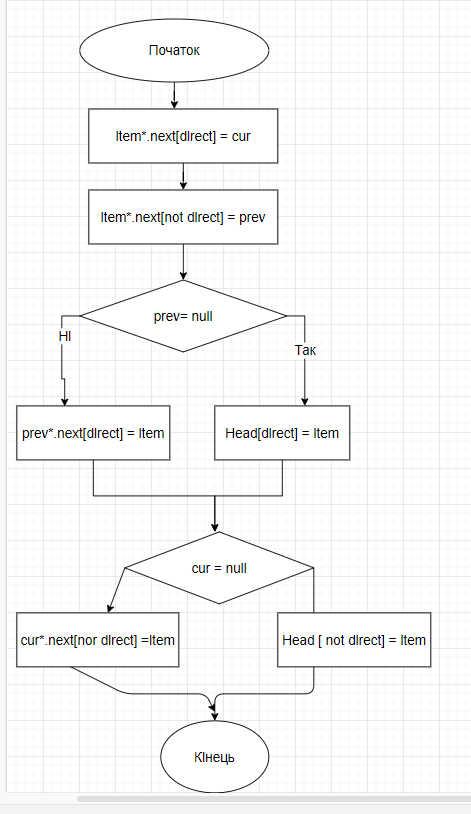 Початок
Item*.next[dIrect] = cur
Item*.next[not dIrect] = prev
prev= null
НІ
Так
prev*.next[dIrect] = Item
Head[dIrect] = Item
cur = null
cur*.next[nor dIrect] =Item
Head [ not dIrect] = Item
КІнець